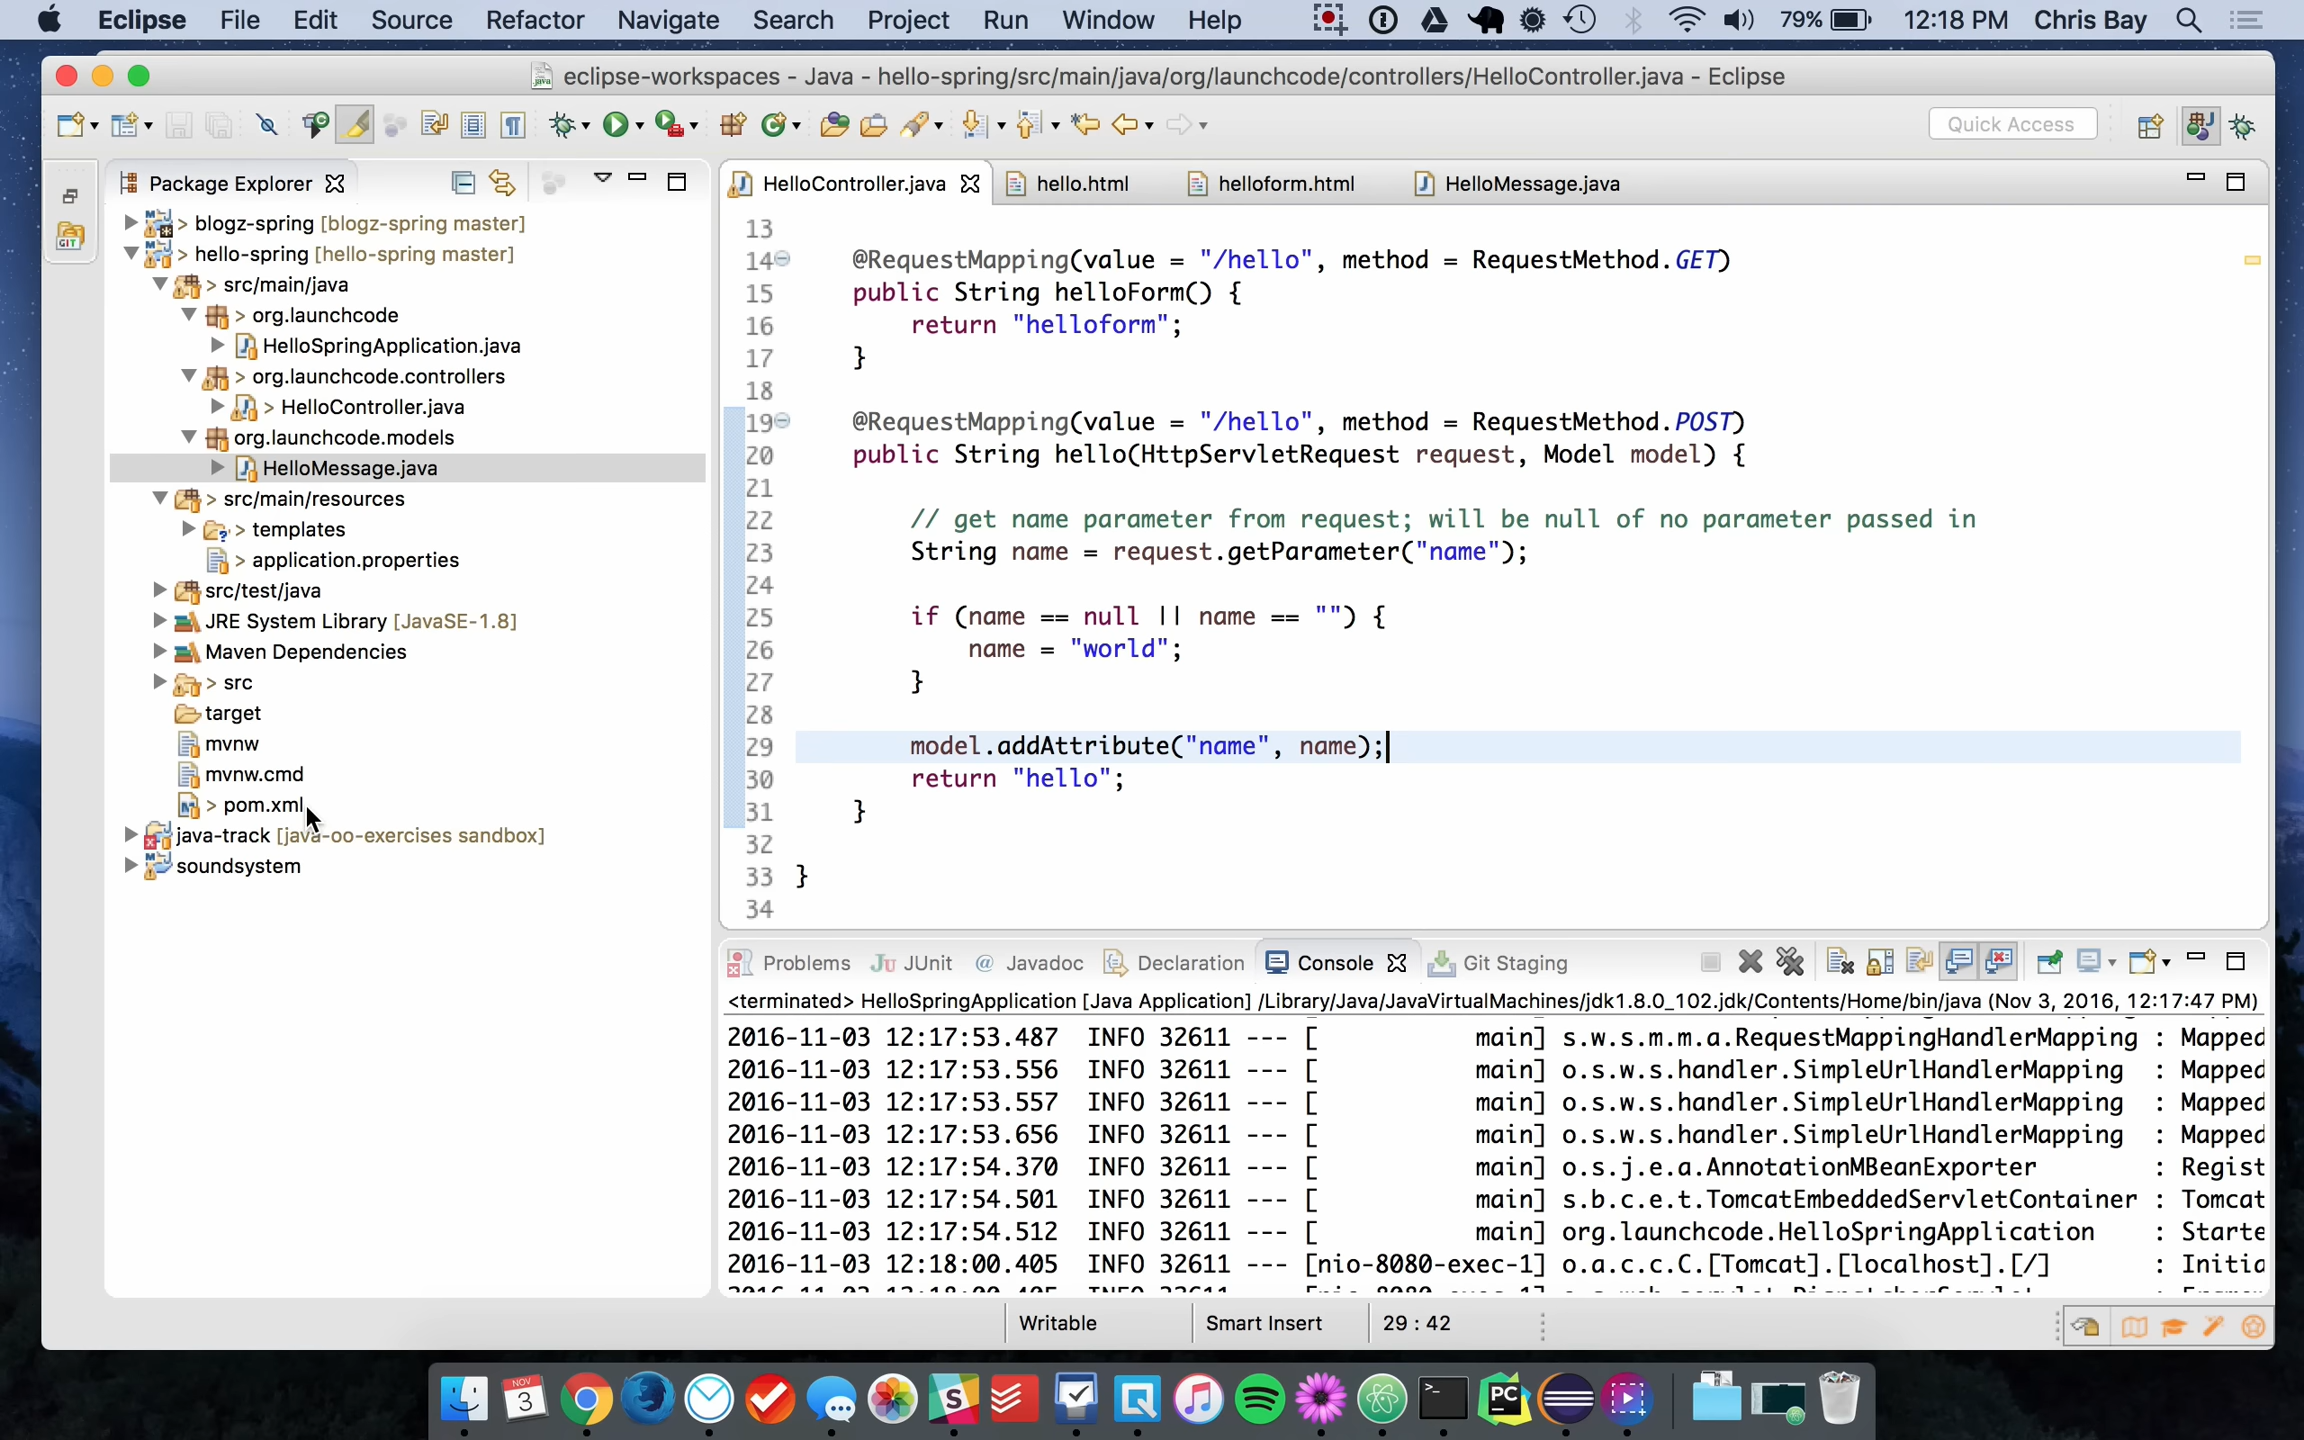 Eclipse File Edit Source Refactor Navigate Search Project Run Window Help 79% 12:18 PM Chris Bay
eclipse-workspaces - Java - hello-spring/src/main/java/org/launchcode/controllers/HelloController.java - Eclipse
Quick Access
GIT
Package Explorer
> blogz-spring [blogz-spring master]
> hello-spring [hello-spring master]
> src/main/java
> org.launchcode
HelloSpringApplication.java
> org.launchcode.controllers
> HelloController.java
org.launchcode.models
HelloMessage.java
> src/main/resources
> templates
> application.properties
src/test/java
JRE System Library [JavaSE-1.8]
Maven Dependencies
> src
target
mvnw
mvnw.cmd
> pom.xml
java-track [java-oo-exercises sandbox]
soundsystem
HelloController.java hello.html helloform.html HelloMessage.java
13
14 @RequestMapping(value = "/hello", method = RequestMethod.GET)
15 public String helloForm() {
16 return "helloform";
17 }
18
19 @RequestMapping(value = "/hello", method = RequestMethod.POST)
20 public String hello(HttpServletRequest request, Model model) {
21
22 // get name parameter from request; will be null of no parameter passed in
23 String name = request.getParameter("name");
24
25 if (name == null || name == "") {
26 name = "world";
27 }
28
29 model.addAttribute("name", name);
30 return "hello";
31 }
32
33 }
34
Problems JUnit @ Javadoc Declaration Console Git Staging
<terminated> HelloSpringApplication [Java Application] /Library/Java/JavaVirtualMachines/jdk1.8.0_102.jdk/Contents/Home/bin/java (Nov 3, 2016, 12:17:47 PM)
2016-11-03 12:17:53.487 INFO 32611 --- [ main] s.w.s.m.m.a.RequestMappingHandlerMapping : Mapped
2016-11-03 12:17:53.556 INFO 32611 --- [ main] o.s.w.s.handler.SimpleUrlHandlerMapping : Mapped
2016-11-03 12:17:53.557 INFO 32611 --- [ main] o.s.w.s.handler.SimpleUrlHandlerMapping : Mapped
2016-11-03 12:17:53.656 INFO 32611 --- [ main] o.s.w.s.handler.SimpleUrlHandlerMapping : Mapped
2016-11-03 12:17:54.370 INFO 32611 --- [ main] o.s.j.e.a.AnnotationMBeanExporter : Regist
2016-11-03 12:17:54.501 INFO 32611 --- [ main] s.b.c.e.t.TomcatEmbeddedServletContainer : Tomcat
2016-11-03 12:17:54.512 INFO 32611 --- [ main] org.launchcode.HelloSpringApplication : Starte
2016-11-03 12:18:00.405 INFO 32611 --- [nio-8080-exec-1] o.a.c.c.C.[Tomcat].[localhost].[/] : Initia
Writable Smart Insert 29 : 42
NOV
3
S
PC